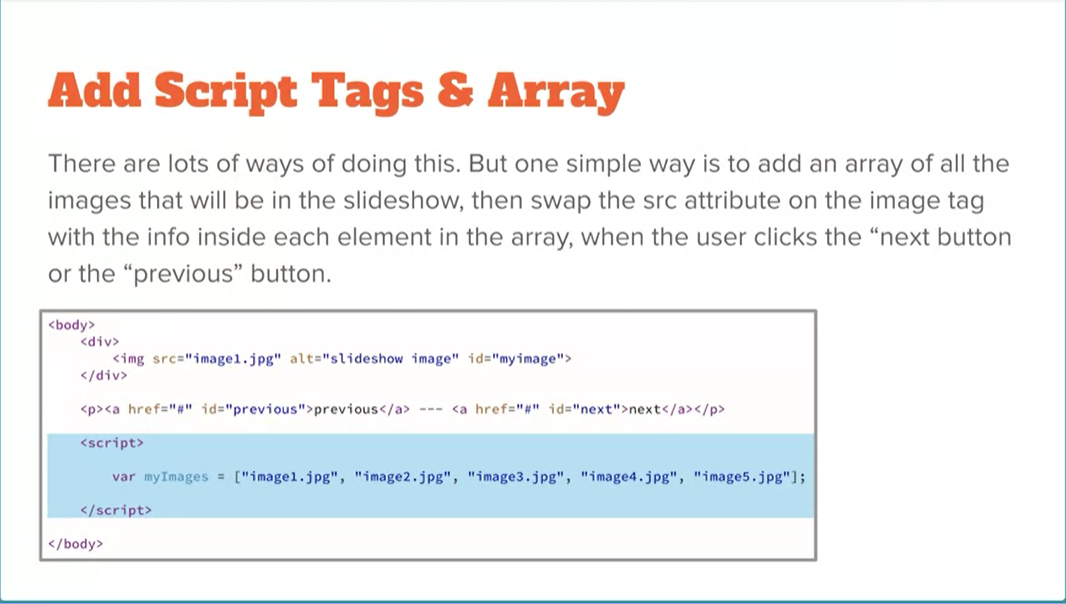 Add Script Tags & Array
There are lots of ways of doing this. But one simple way is to add an array of all the
images that will be in the slideshow, then swap the src attribute on the image tag
with the info inside each element in the array, when the user clicks the “next button
or the “previous” button.
<body>
<div>
<img src="image1.jpg" alt="slideshow image" id="myimage">
</div>
<p><a href="#" id="previous">previous</a> --- <a href="#" id="next">next</a></p>
<script>
var myImages = ["image1.jpg", "image2.jpg", "image3.jpg", "image4.jpg", "image5.jpg"];
</script>
</body>